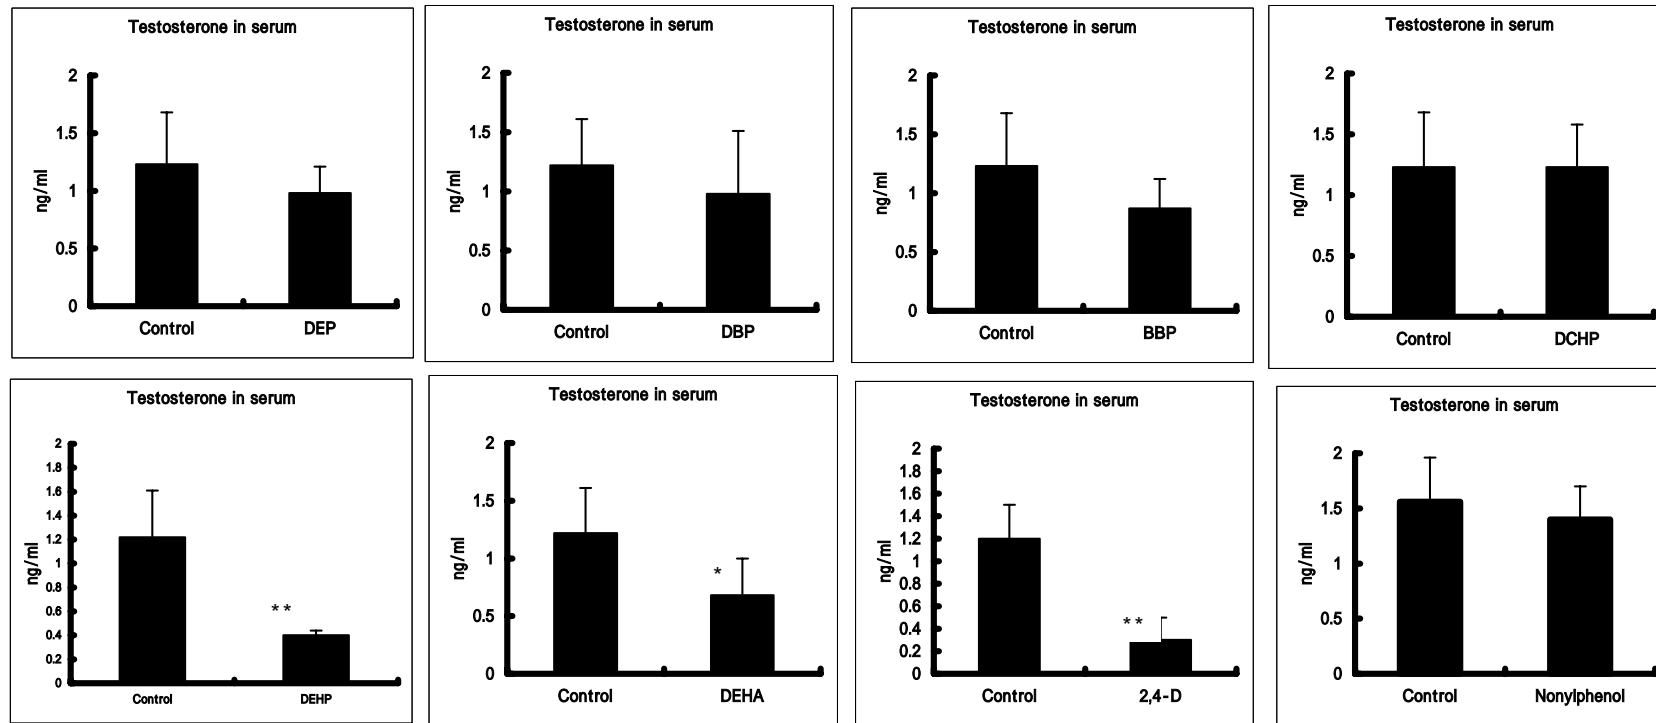 Testosterone in serum
2
1.5
1
0.5
0
ng/ml
Control DEP
Testosterone in serum
2
1.5
1
0.5
0
ng/ml
Control DBP
Testosterone in serum
2
1.5
1
0.5
0
ng/ml
Control BBP
Testosterone in serum
2
1.5
1
0.5
0
ng/ml
Control DCHP
Testosterone in serum
2
1.8
1.6
1.4
1.2
1
0.8
0.6
0.4
0.2
0
ng/ml
**
Control DEHP
Testosterone in serum
2
1.5
1
0.5
0
ng/ml
*
Control DEHA
Testosterone in serum
2
1.8
1.6
1.4
1.2
1
0.8
0.6
0.4
0.2
0
ng/ml
**
Control 2,4-D
Testosterone in serum
2
1.5
1
0.5
0
ng/ml
Control Nonylphenol